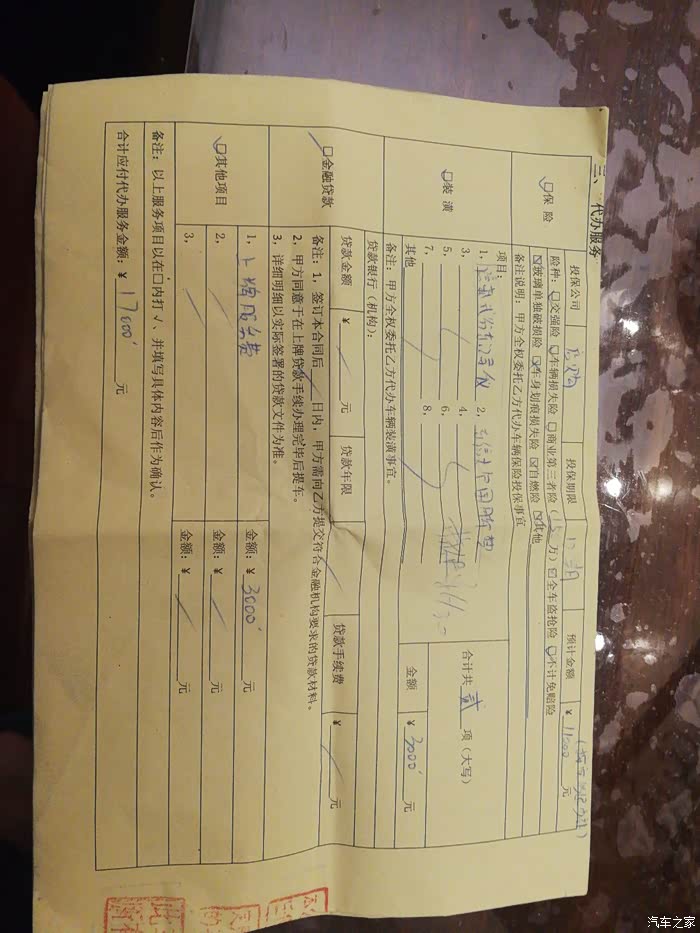 三、代办服务
保险
投保公司 投保期限 预计金额 ¥ 11000 元
险种：□交强险 □车辆损失险 □商业第三者险（ 万）□全车盗抢险 □不计免赔险
□玻璃单独破损险 □车身划痕损失险 □自燃险 □其他
备注说明：甲方全权委托乙方代办车辆保险投保事宜
□装潢
项目：
1、 2、
3、 4、
5、 6、
7、 8、
其他
合计共 贰 项（大写）
金额 ¥ 3000 元
备注：甲方全权委托乙方代办车辆装潢事宜。
□金融贷款
贷款银行（机构）：
贷款金额 ¥ 元 贷款年限 贷款手续费 ¥ 元
备注：1，签订本合同后 日内，甲方需向乙方提交符合金融机构要求的贷款材料。
2，甲方同意于在上牌贷款手续办理完毕后提车。
3，详细明细以实际签署的贷款文件为准。
□其他项目
1，上牌服务费 金额：¥ 3000 元
2， 金额：¥ 元
3， 金额：¥ 元
备注：以上服务项目以在□内打√、并填写具体内容后作为确认。
合计应付代办服务金额：¥ 17000 元
汽车之家